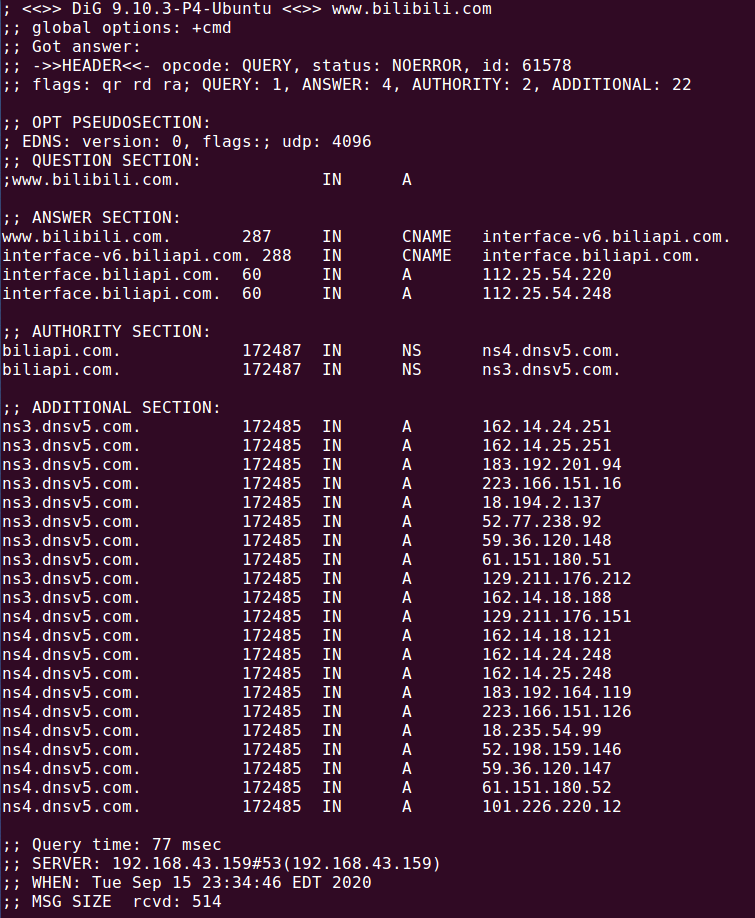 ; <<>> DiG 9.10.3-P4-Ubuntu <<>> www.bilibili.com
;; global options: +cmd
;; Got answer:
;; ->>HEADER<<- opcode: QUERY, status: NOERROR, id: 61578
;; flags: qr rd ra; QUERY: 1, ANSWER: 4, AUTHORITY: 2, ADDITIONAL: 22

;; OPT PSEUDOSECTION:
; EDNS: version: 0, flags:; udp: 4096
;; QUESTION SECTION:
;www.bilibili.com.		IN	A

;; ANSWER SECTION:
www.bilibili.com.	287	IN	CNAME	interface-v6.biliapi.com.
interface-v6.biliapi.com. 288	IN	CNAME	interface.biliapi.com.
interface.biliapi.com.	60	IN	A	112.25.54.220
interface.biliapi.com.	60	IN	A	112.25.54.248

;; AUTHORITY SECTION:
biliapi.com.		172487	IN	NS	ns4.dnsv5.com.
biliapi.com.		172487	IN	NS	ns3.dnsv5.com.

;; ADDITIONAL SECTION:
ns3.dnsv5.com.		172485	IN	A	162.14.24.251
ns3.dnsv5.com.		172485	IN	A	162.14.25.251
ns3.dnsv5.com.		172485	IN	A	183.192.201.94
ns3.dnsv5.com.		172485	IN	A	223.166.151.16
ns3.dnsv5.com.		172485	IN	A	18.194.2.137
ns3.dnsv5.com.		172485	IN	A	52.77.238.92
ns3.dnsv5.com.		172485	IN	A	59.36.120.148
ns3.dnsv5.com.		172485	IN	A	61.151.180.51
ns3.dnsv5.com.		172485	IN	A	129.211.176.212
ns3.dnsv5.com.		172485	IN	A	162.14.18.188
ns4.dnsv5.com.		172485	IN	A	129.211.176.151
ns4.dnsv5.com.		172485	IN	A	162.14.18.121
ns4.dnsv5.com.		172485	IN	A	162.14.24.248
ns4.dnsv5.com.		172485	IN	A	162.14.25.248
ns4.dnsv5.com.		172485	IN	A	183.192.164.119
ns4.dnsv5.com.		172485	IN	A	223.166.151.126
ns4.dnsv5.com.		172485	IN	A	18.235.54.99
ns4.dnsv5.com.		172485	IN	A	52.198.159.146
ns4.dnsv5.com.		172485	IN	A	59.36.120.147
ns4.dnsv5.com.		172485	IN	A	61.151.180.52
ns4.dnsv5.com.		172485	IN	A	101.226.220.12

;; Query time: 77 msec
;; SERVER: 192.168.43.159#53(192.168.43.159)
;; WHEN: Tue Sep 15 23:34:46 EDT 2020
;; MSG SIZE  rcvd: 514